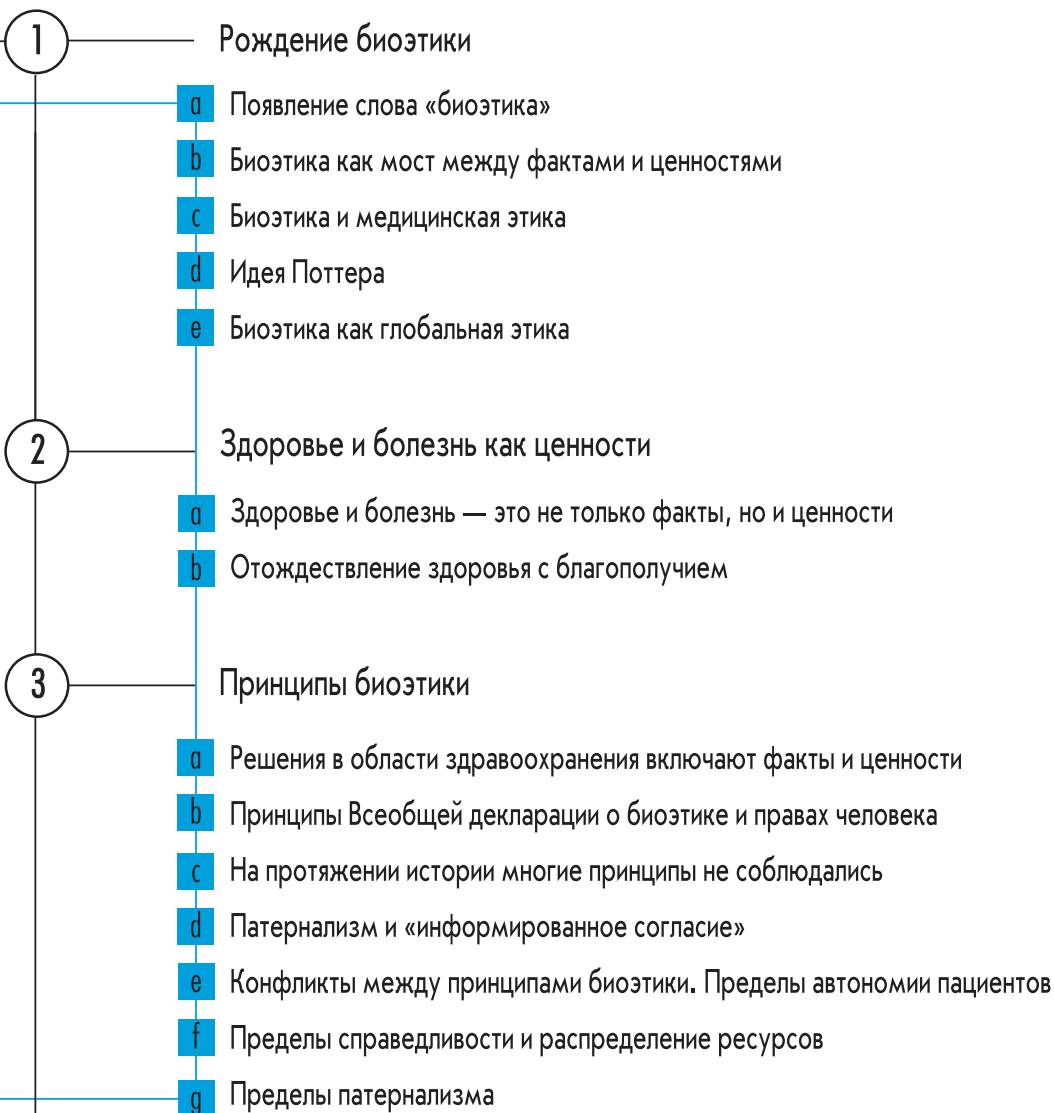 1 Рождение биоэтики
a Появление слова «биоэтика»
b Биоэтика как мост между фактами и ценностями
c Биоэтика и медицинская этика
d Идея Поттера
e Биоэтика как глобальная этика
2 Здоровье и болезнь как ценности
a Здоровье и болезнь — это не только факты, но и ценности
b Отождествление здоровья с благополучием
3 Принципы биоэтики
a Решения в области здравоохранения включают факты и ценности
b Принципы Всеобщей декларации о биоэтике и правах человека
c На протяжении истории многие принципы не соблюдались
d Патернализм и «информированное согласие»
e Конфликты между принципами биоэтики. Пределы автономии пациентов
f Пределы справедливости и распределение ресурсов
g Пределы патернализма